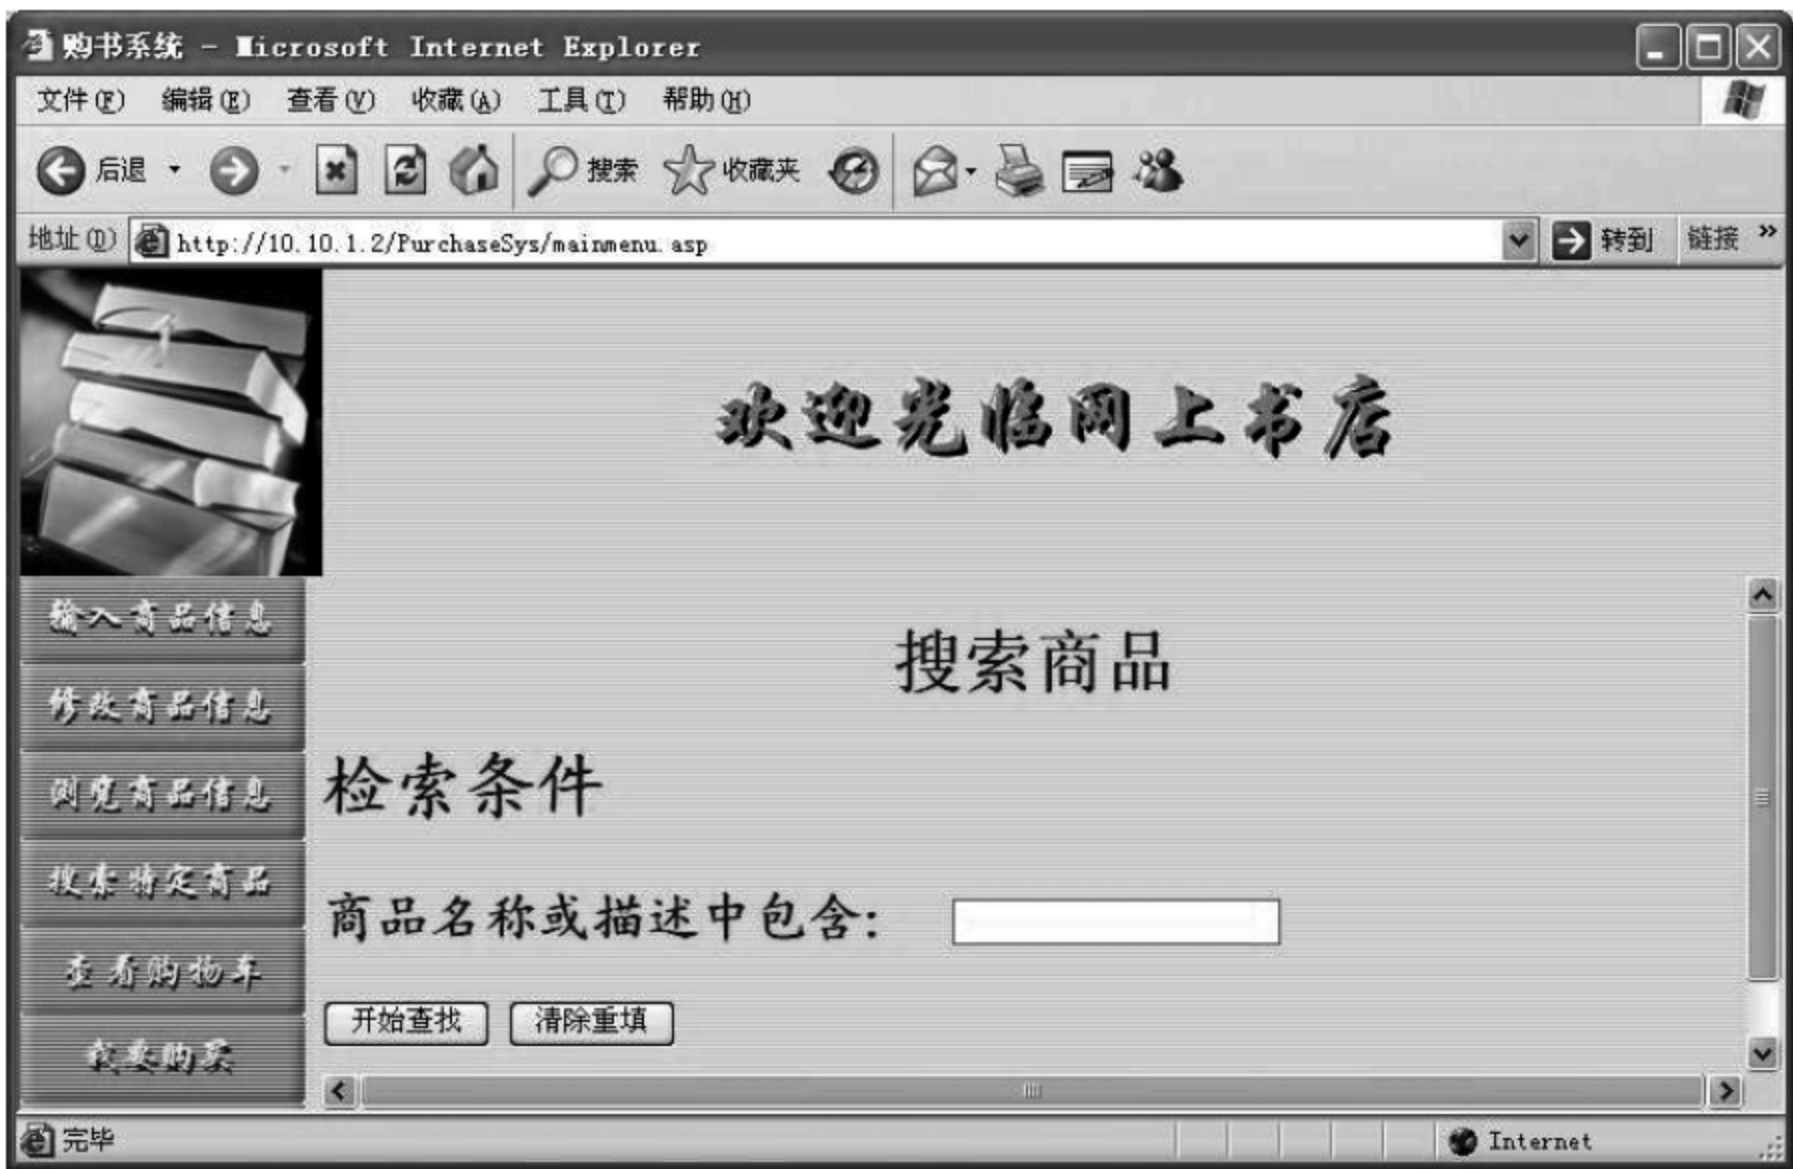 购书系统 - Microsoft Internet Explorer
文件(F) 编辑(E) 查看(V) 收藏(A) 工具(T) 帮助(H)
后退 搜索 收藏夹
地址(D) http://10.10.1.2/PurchaseSys/mainmenu.asp 转到 链接 »
欢迎光临网上书店
输入商品信息
修改商品信息
浏览商品信息
搜索特定商品
查看购物车
我要购买
搜索商品
检索条件
商品名称或描述中包含:
开始查找 清除重填
完毕 Internet